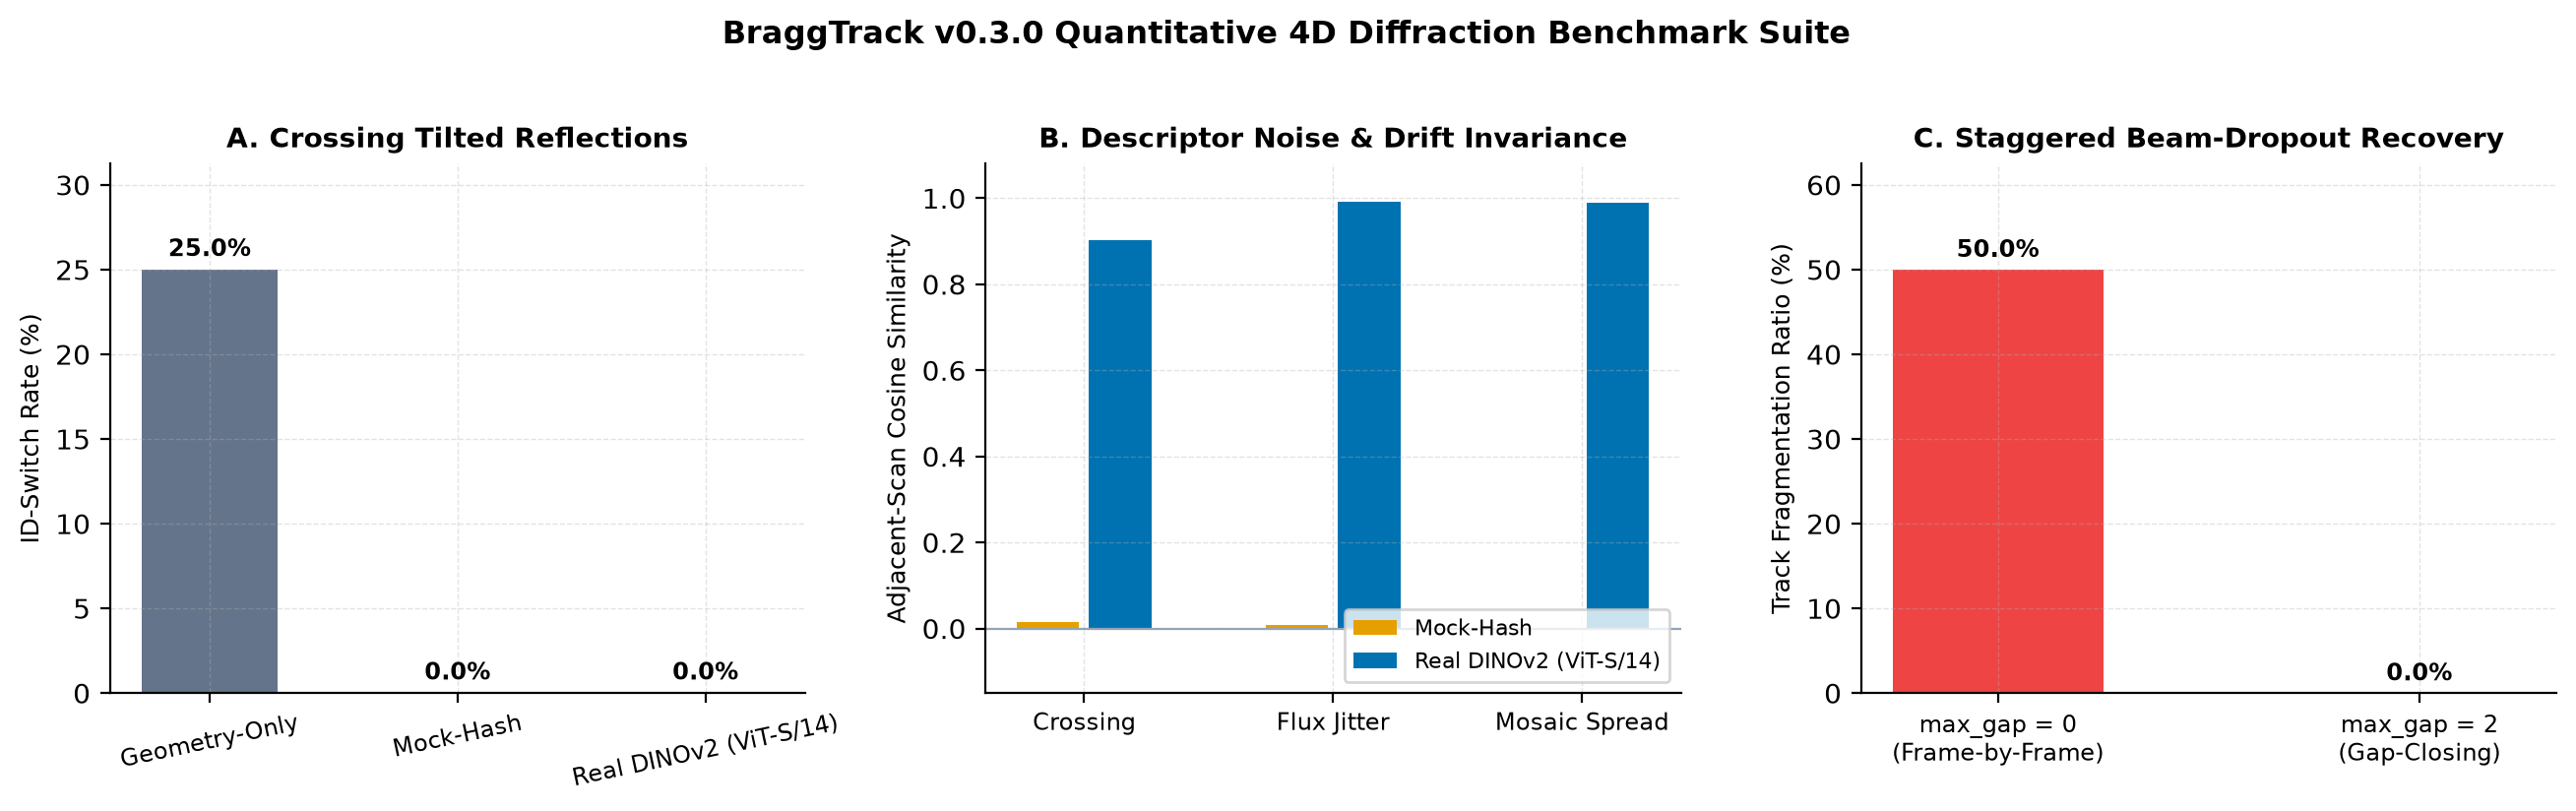 BraggTrack v0.3.0 Quantitative 4D Diffraction Benchmark Suite
A. Crossing Tilted Reflections
ID-Switch Rate (%)
30
25
20
15
10
5
0
25.0%
0.0%
0.0%
Geometry-Only
Mock-Hash
Real DINOv2 (ViT-S/14)
B. Descriptor Noise & Drift Invariance
Adjacent-Scan Cosine Similarity
1.0
0.8
0.6
0.4
0.2
0.0
Mock-Hash
Real DINOv2 (ViT-S/14)
Crossing
Flux Jitter
Mosaic Spread
C. Staggered Beam-Dropout Recovery
Track Fragmentation Ratio (%)
60
50
40
30
20
10
0
50.0%
0.0%
max_gap = 0
(Frame-by-Frame)
max_gap = 2
(Gap-Closing)